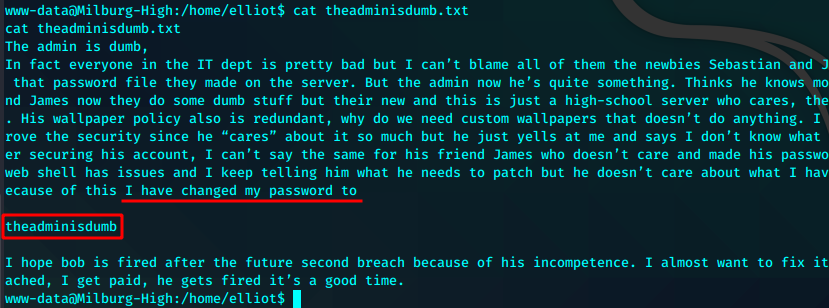 www-data@Milburg-High:/home/elliot$ cat theadminisdumb.txt
cat theadminisdumb.txt
The admin is dumb,
In fact everyone in the IT dept is pretty bad but I can’t blame all of them the newbies Sebastian and J
that password file they made on the server. But the admin now he’s quite something. Thinks he knows mo
nd James now they do some dumb stuff but their new and this is just a high-school server who cares, the
. His wallpaper policy also is redundant, why do we need custom wallpapers that doesn’t do anything. I
rove the security since he “cares” about it so much but he just yells at me and says I don’t know what
er securing his account, I can’t say the same for his friend James who doesn’t care and made his passwo
web shell has issues and I keep telling him what he needs to patch but he doesn’t care about what I hav
ecause of this I have changed my password to
theadminisdumb
I hope bob is fired after the future second breach because of his incompetence. I almost want to fix it
ached, I get paid, he gets fired it’s a good time.
www-data@Milburg-High:/home/elliot$